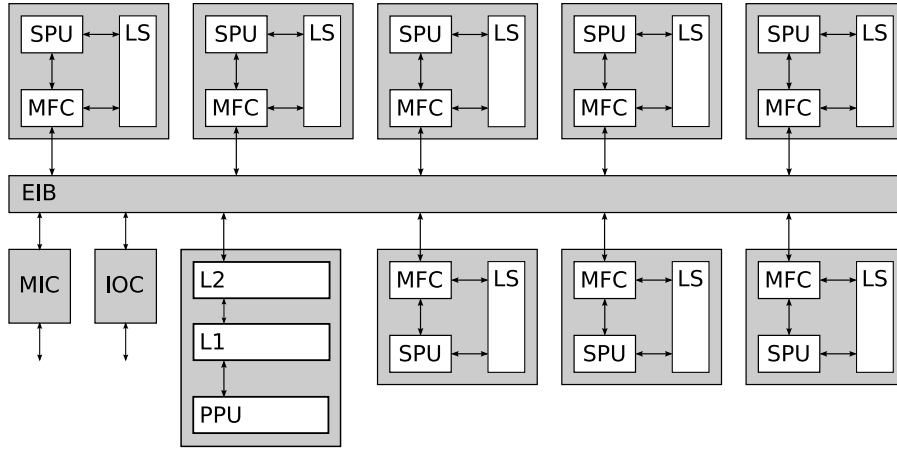 SPU LS SPU LS SPU LS SPU LS SPU LS
MFC MFC MFC MFC MFC
EIB
MIC IOC L2 MFC LS MFC LS MFC LS
L1 SPU SPU SPU
PPU